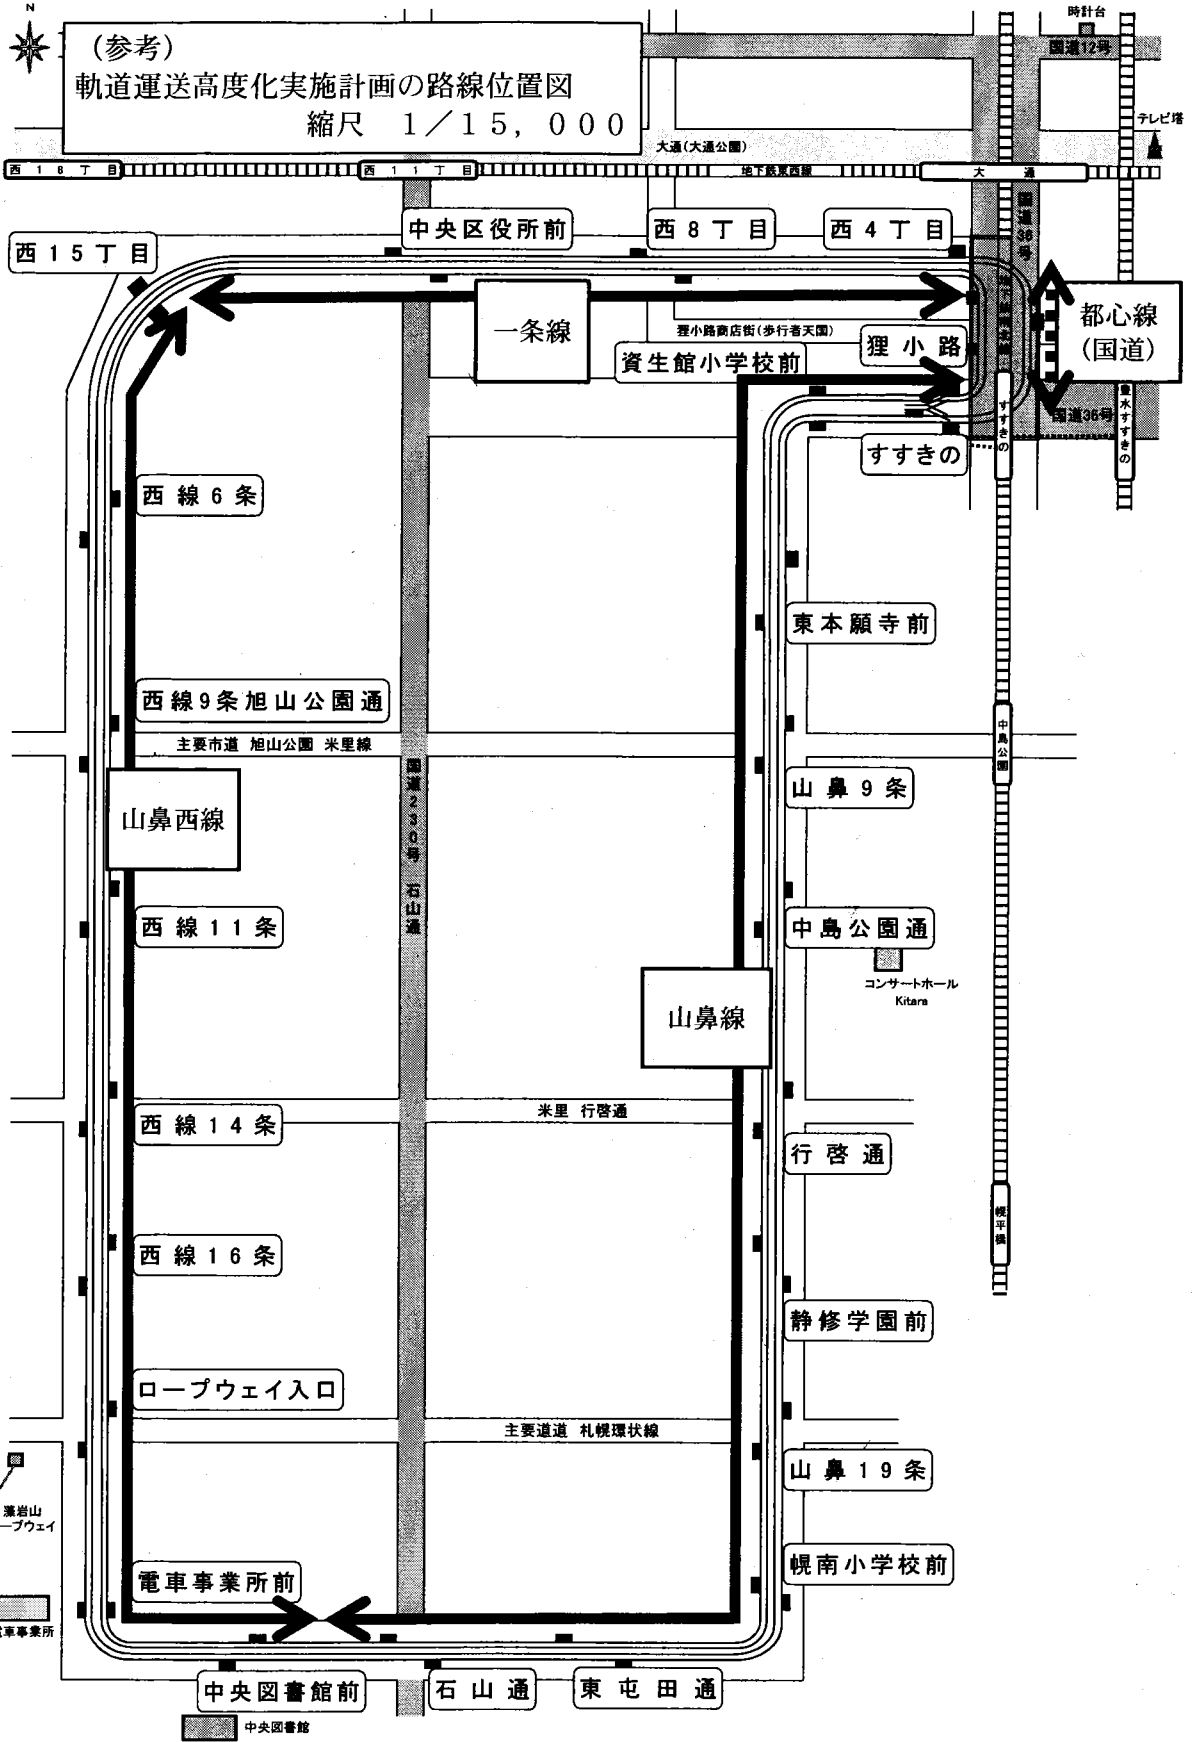 N
(参考)
軌道運送高度化実施計画の路線位置図
縮尺 1/15,000
時計台
国道12号
テレビ塔
大通(大通公園)
西18丁目
西11丁目
地下鉄東西線
大通
国道36号
西15丁目
中央区役所前
西8丁目
西4丁目
地下鉄南北線
一条線
都心線
(国道)
狸小路商店街(歩行者天国)
狸小路
資生館小学校前
すすきの
国道36号
豊水すすきの
すすきの
西線6条
東本願寺前
西線9条旭山公園通
主要市道 旭山公園 米里線
中島公園
国道230号 石山通
山鼻9条
山鼻西線
西線11条
中島公園通
コンサートホール
Kitara
山鼻線
米里 行啓通
西線14条
行啓通
幌平橋
西線16条
静修学園前
ロープウェイ入口
主要道道 札幌環状線
山鼻19条
藻岩山
ープウェイ
電車事業所前
幌南小学校前
車事業所
中央図書館前
石山通
東屯田通
中央図書館